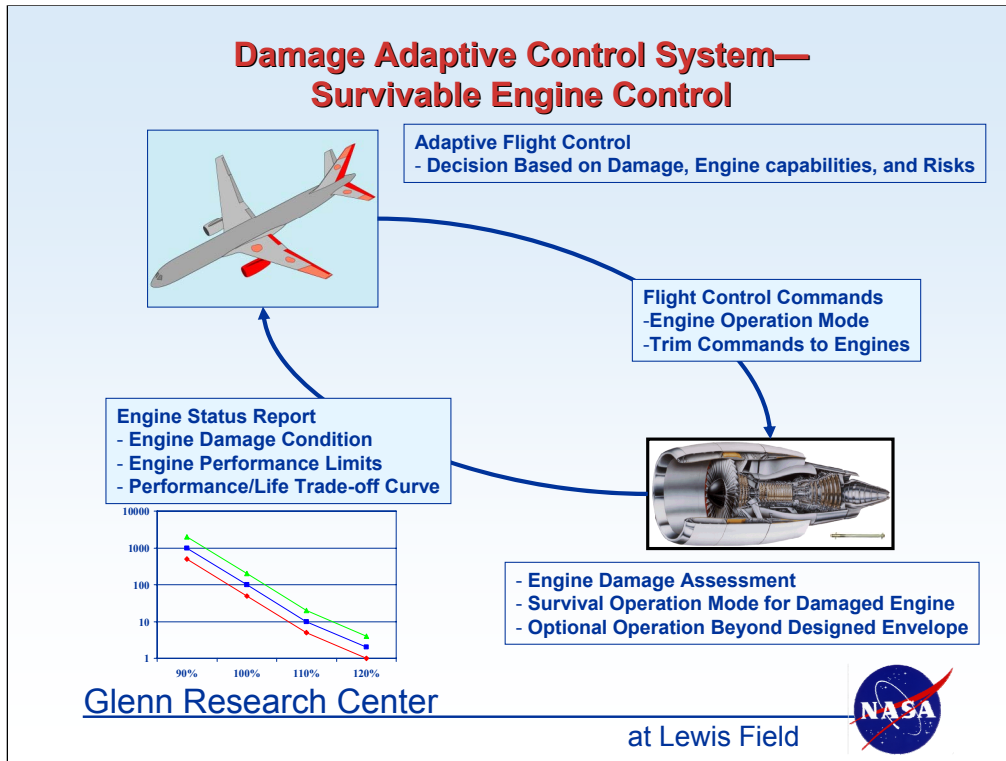 Damage Adaptive Control System—
Survivable Engine Control
Adaptive Flight Control
- Decision Based on Damage, Engine capabilities, and Risks
Flight Control Commands
-Engine Operation Mode
-Trim Commands to Engines
Engine Status Report
- Engine Damage Condition
- Engine Performance Limits
- Performance/Life Trade-off Curve
10000
1000
100
10
1
90% 100% 110% 120%
- Engine Damage Assessment
- Survival Operation Mode for Damaged Engine
- Optional Operation Beyond Designed Envelope
Glenn Research Center
at Lewis Field
NASA